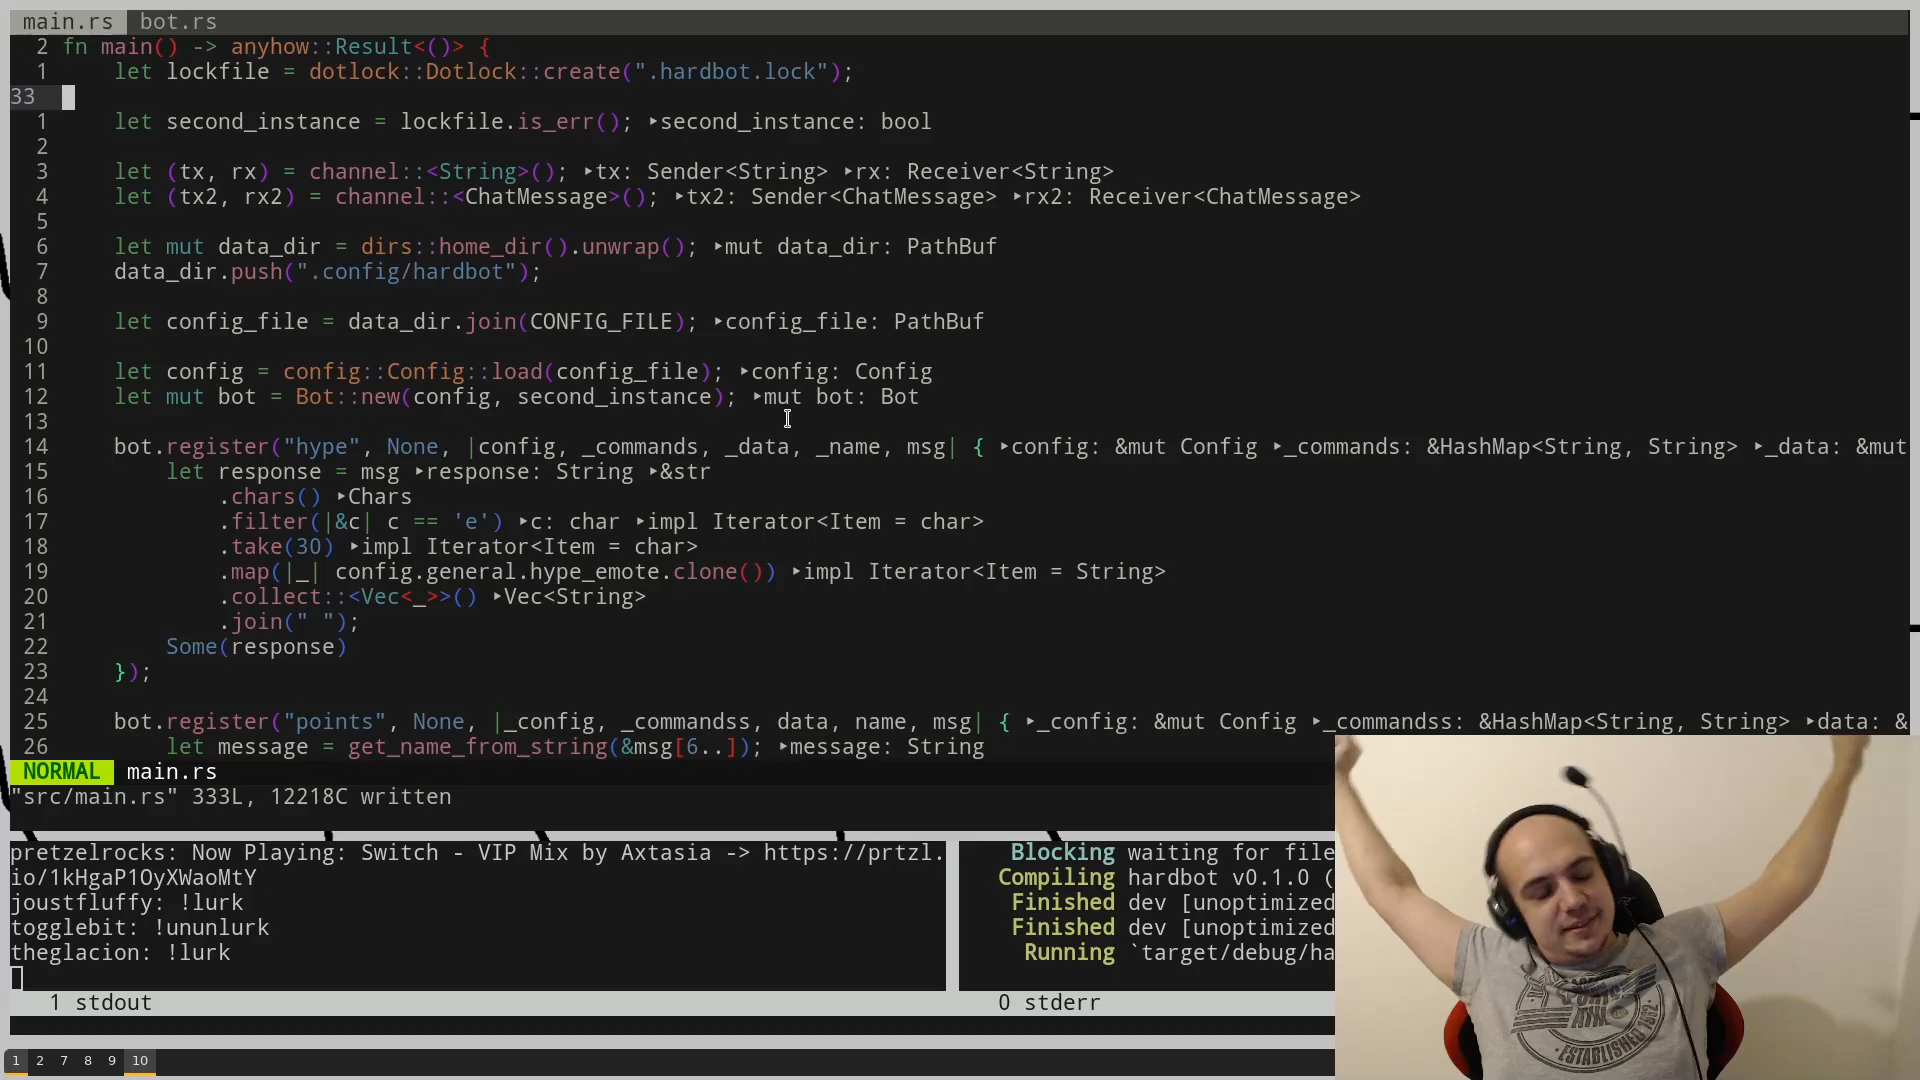 main.rs bot.rs
2 fn main() -> anyhow::Result<()> {
1 let lockfile = dotlock::Dotlock::create(".hardbot.lock");
33
1 let second_instance = lockfile.is_err(); ‣second_instance: bool
2
3 let (tx, rx) = channel::<String>(); ‣tx: Sender<String> ‣rx: Receiver<String>
4 let (tx2, rx2) = channel::<ChatMessage>(); ‣tx2: Sender<ChatMessage> ‣rx2: Receiver<ChatMessage>
5
6 let mut data_dir = dirs::home_dir().unwrap(); ‣mut data_dir: PathBuf
7 data_dir.push(".config/hardbot");
8
9 let config_file = data_dir.join(CONFIG_FILE); ‣config_file: PathBuf
10
11 let config = config::Config::load(config_file); ‣config: Config
12 let mut bot = Bot::new(config, second_instance); ‣mut bot: Bot
13
14 bot.register("hype", None, |config, _commands, _data, _name, msg| { ‣config: &mut Config ‣_commands: &HashMap<String, String> ‣_data: &mut
15 let response = msg ‣response: String ‣&str
16 .chars() ‣Chars
17 .filter(|&c| c == 'e') ‣c: char ‣impl Iterator<Item = char>
18 .take(30) ‣impl Iterator<Item = char>
19 .map(|_| config.general.hype_emote.clone()) ‣impl Iterator<Item = String>
20 .collect::<Vec<_>>() ‣Vec<String>
21 .join(" ");
22 Some(response)
23 });
24
25 bot.register("points", None, |_config, _commandss, data, name, msg| { ‣_config: &mut Config ‣_commandss: &HashMap<String, String> ‣data: &
26 let message = get_name_from_string(&msg[6..]); ‣message: String
NORMAL main.rs
"src/main.rs" 333L, 12218C written
pretzelrocks: Now Playing: Switch - VIP Mix by Axtasia -> https://prtzl.
io/1kHgaP1OyXWaoMtY
joustfluffy: !lurk
togglebit: !ununlurk
theglacion: !lurk
1 stdout
Blocking waiting for file
Compiling hardbot v0.1.0 (
Finished dev [unoptimized
Finished dev [unoptimized
Running `target/debug/ha
0 stderr
ESTABLISHED 1892
1 2 7 8 9 10